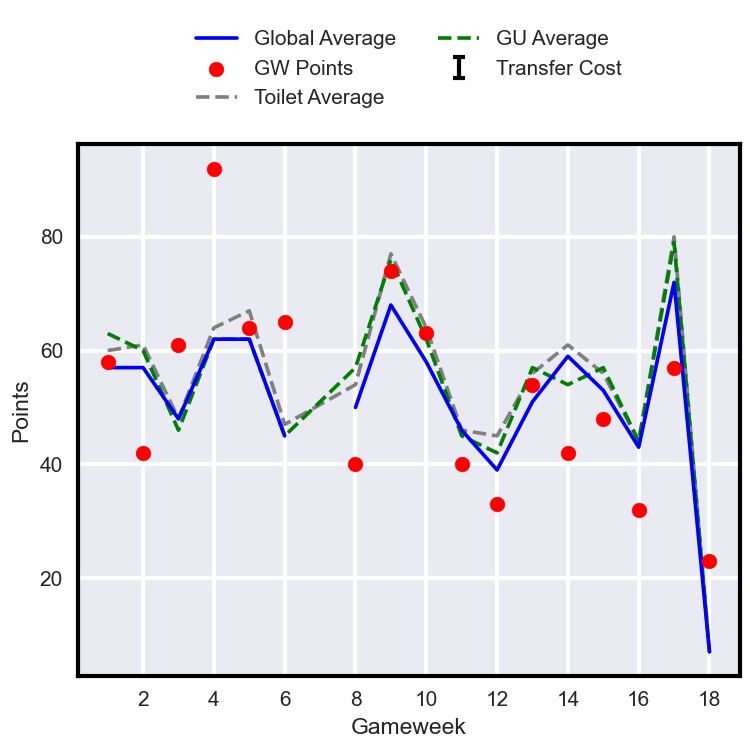 Global Average
GW Points
Toilet Average
GU Average
Transfer Cost
80
60
40
20
Points
2 4 6 8 10 12 14 16 18
Gameweek